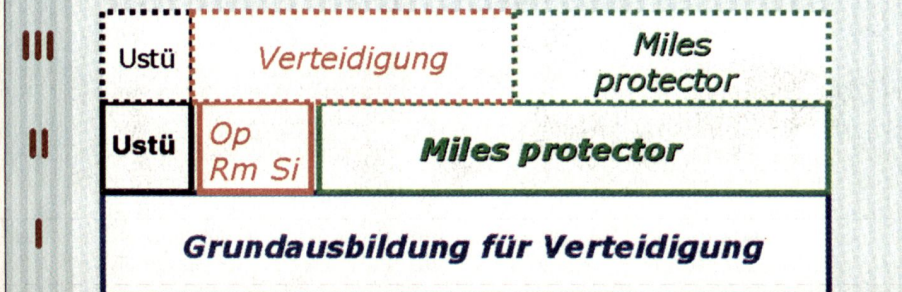 III
Ustü
Verteidigung
Miles
protector
II
Ustü
Op
Rm Si
Miles protector
I
Grundausbildung für Verteidigung